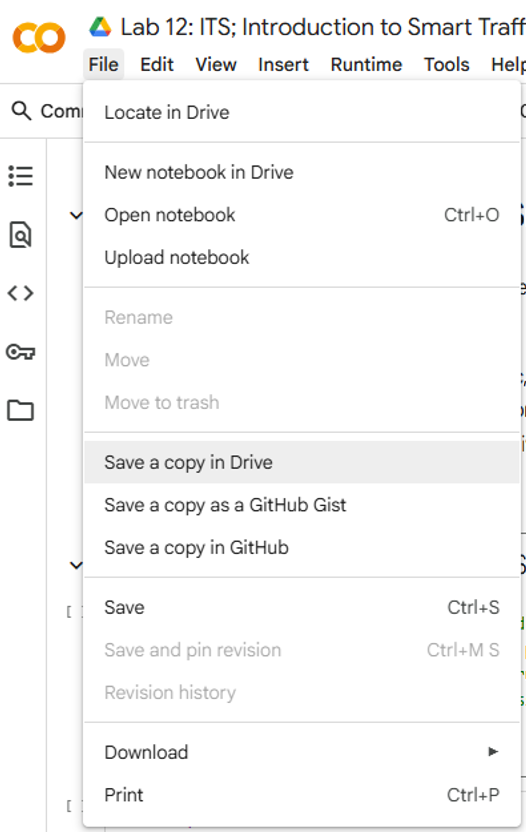 Lab 12: ITS; Introduction to Smart Traff
File Edit View Insert Runtime Tools Help
Comm
Locate in Drive
New notebook in Drive
Open notebook Ctrl+O
Upload notebook
Rename
Move
Move to trash
Save a copy in Drive
Save a copy as a GitHub Gist
Save a copy in GitHub
Save Ctrl+S
Save and pin revision Ctrl+M S
Revision history
Download
Print Ctrl+P